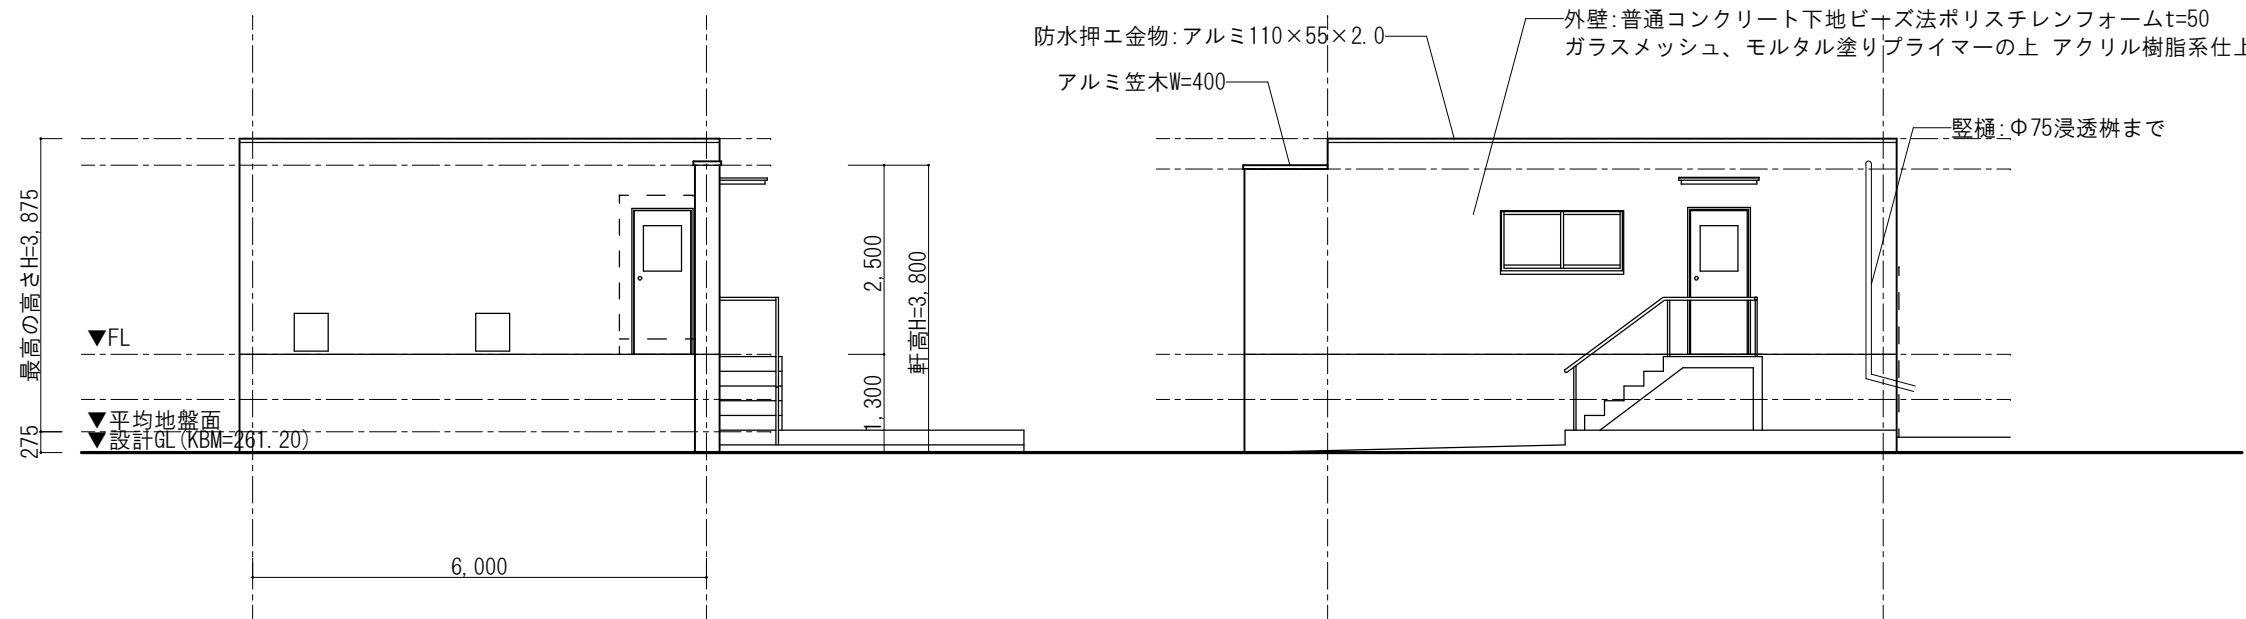 外壁:普通コンクリート下地ビーズ法ポリスチレンフォームt=50
ガラスメッシュ、モルタル塗りプライマーの上 アクリル樹脂系仕上
防水押エ金物:アルミ110×55×2.0
アルミ笠木W=400
竪樋:Φ75浸透桝まで
最高の高さH=3,875
275
▼FL
▼平均地盤面
▼設計GL(KBM=261.20)
2,500
1,300
軒高H=3,800
6,000